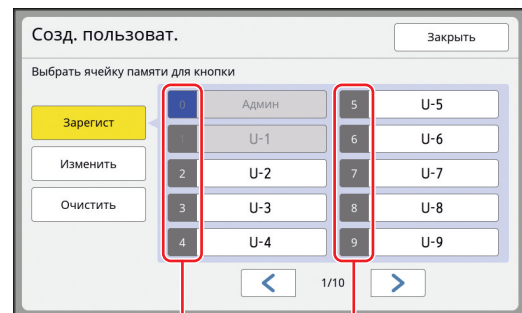 Созд. пользоват.
Закрыть
Выбрать ячейку памяти для кнопки
Зарегист
Изменить
Очистить
0 Админ
1 U-1
2 U-2
3 U-3
4 U-4
5 U-5
6 U-6
7 U-7
8 U-8
9 U-9
1/10